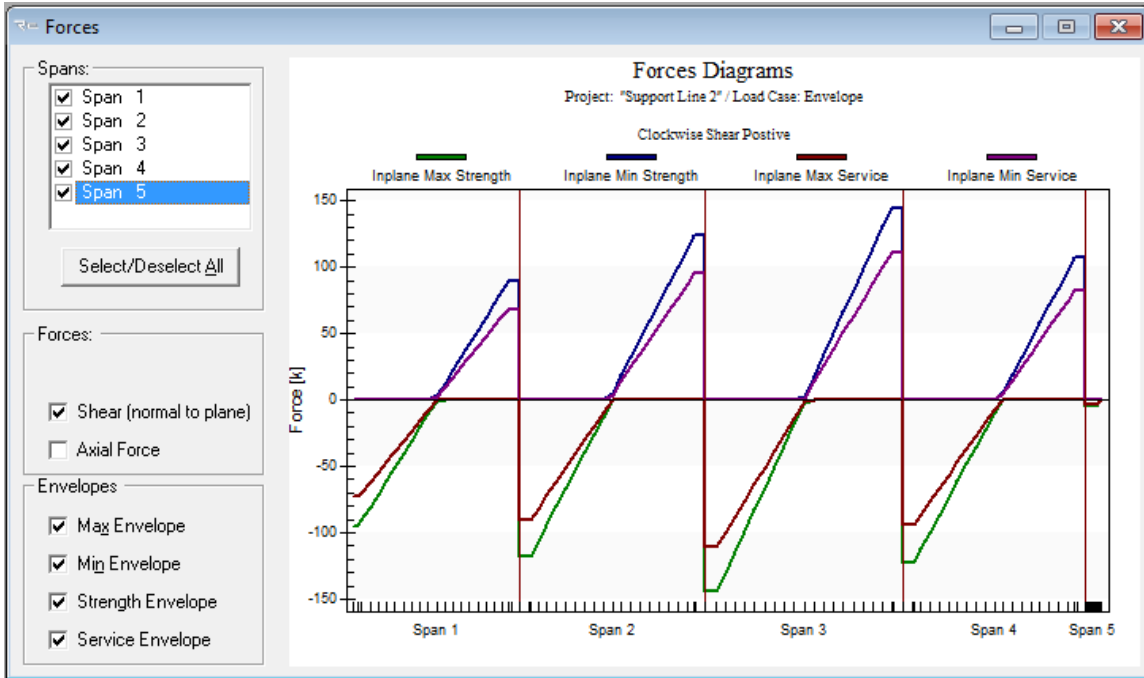 Forces
Spans:
Span 1
Span 2
Span 3
Span 4
Span 5
Select/Deselect All
Forces:
Shear (normal to plane)
Axial Force
Envelopes
Max Envelope
Min Envelope
Strength Envelope
Service Envelope
Forces Diagrams
Project: "Support Line 2" / Load Case: Envelope
Clockwise Shear Postive
Inplane Max Strength Inplane Min Strength Inplane Max Service Inplane Min Service
Force [k]
150
100
50
0
-50
-100
-150
Span 1 Span 2 Span 3 Span 4 Span 5